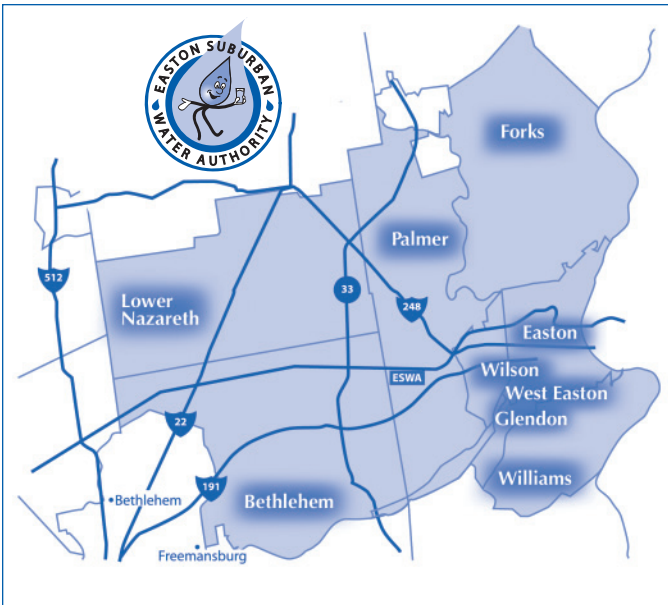 EASTON SUBURBAN
WATER AUTHORITY
Forks
Palmer
512
33
Lower
Nazareth
248
Easton
ESWA
Wilson
West Easton
Glendon
22
191
Williams
Bethlehem
Bethlehem
Freemansburg